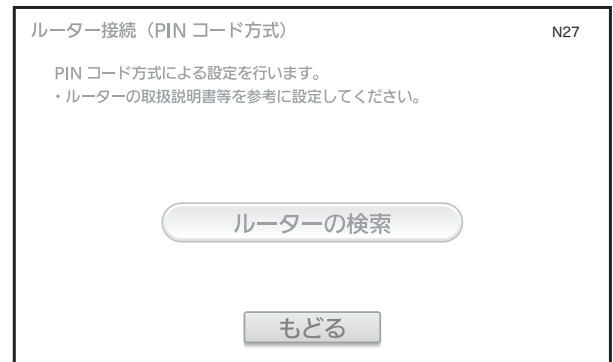 ルーター接続（PIN コード方式）
N27
PIN コード方式による設定を行います。
・ルーターの取扱説明書等を参考に設定してください。
ルーターの検索
もどる